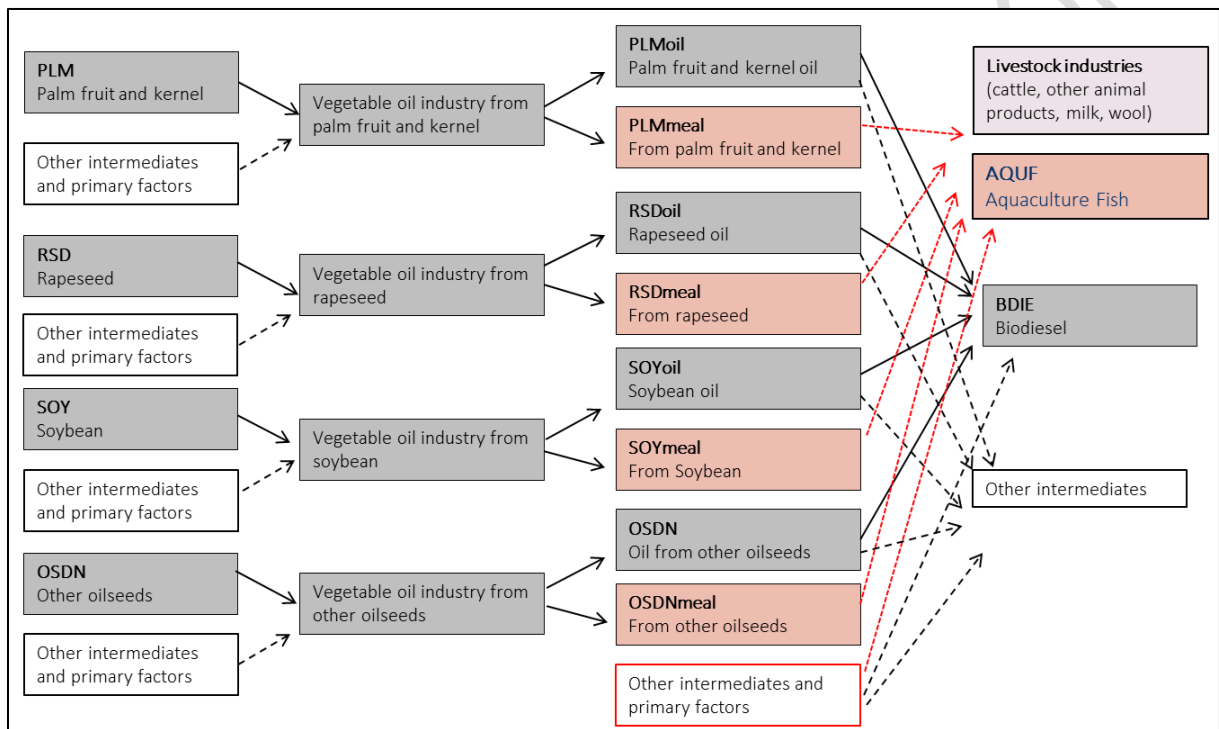 PLM
Palm fruit and kernel
Other intermediates
and primary factors
RSD
Rapeseed
Other intermediates
and primary factors
SOY
Soybean
Other intermediates
and primary factors
OSDN
Other oilseeds
Other intermediates
and primary factors
Vegetable oil industry from
palm fruit and kernel
Vegetable oil industry from
rapeseed
Vegetable oil industry from
soybean
Vegetable oil industry from
other oilseeds
PLMoil
Palm fruit and kernel oil
PLMmeal
From palm fruit and kernel
RSDoil
Rapeseed oil
RSDmeal
From rapeseed
SOYoil
Soybean oil
SOYmeal
From Soybean
OSDN
Oil from other oilseeds
OSDNmeal
From other oilseeds
Other intermediates and
primary factors
Livestock industries
(cattle, other animal
products, milk, wool)
AQUF
Aquaculture Fish
BDIE
Biodiesel
Other intermediates